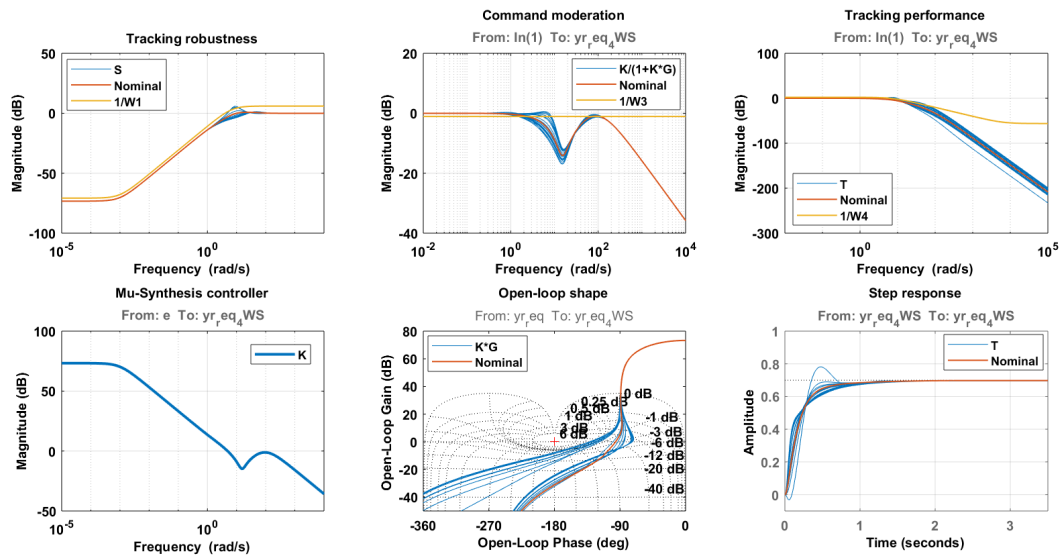 Tracking robustness
50
0
-50
-100
10^-5
10^0
Magnitude (dB)
Frequency (rad/s)
S
Nominal
1/W1
Command moderation
From: In(1) To: yr_req_4WS
20
0
-20
-40
10^-2
10^0
10^2
10^4
Magnitude (dB)
Frequency (rad/s)
K/(1+K*G)
Nominal
1/W3
Tracking performance
From: In(1) To: yr_req_4WS
100
0
-100
-200
-300
10^0
10^5
Magnitude (dB)
Frequency (rad/s)
T
Nominal
1/W4
Mu-Synthesis controller
From: e To: yr_req_4WS
100
50
0
-50
10^-5
10^0
Magnitude (dB)
Frequency (rad/s)
K
Open-loop shape
From: yr_req To: yr_req_4WS
80
60
40
20
0
-20
-40
-360
-270
-180
-90
0
Open-Loop Gain (dB)
Open-Loop Phase (deg)
K*G
Nominal
0 dB
0.25 dB
0.5 dB
1 dB
3 dB
6 dB
-1 dB
-3 dB
-6 dB
-12 dB
-20 dB
-40 dB
Step response
From: yr_req_4WS To: yr_req_4WS
1
0.8
0.6
0.4
0.2
0
0
1
2
3
Amplitude
Time (seconds)
T
Nominal